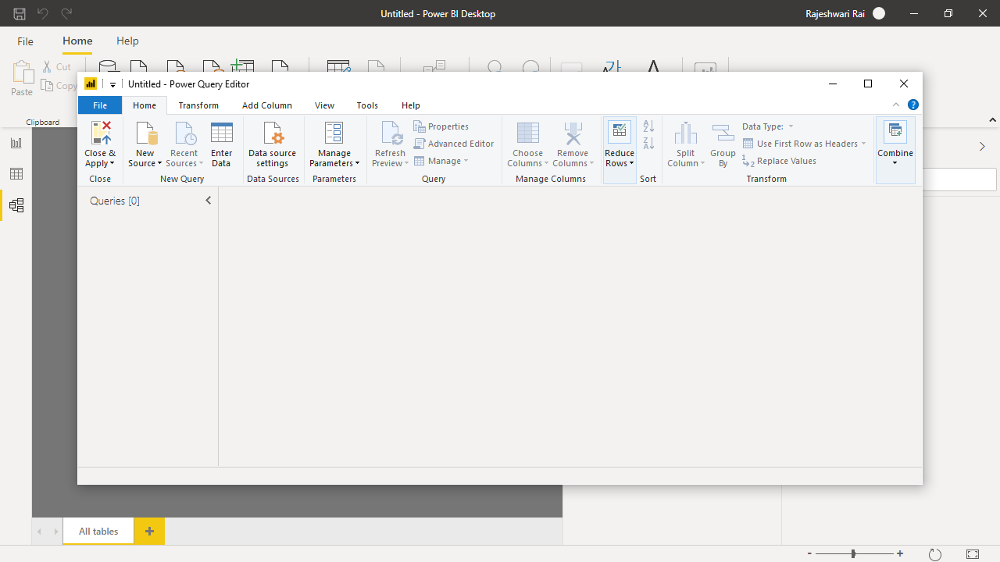 Untitled - Power BI Desktop
Rajeshwari Rai
File
Home
Help
Cut
Copy
Paste
Clipboard
Untitled - Power Query Editor
File
Home
Transform
Add Column
View
Tools
Help
Close &
Apply
Close
New
Source
Recent
Sources
Enter
Data
New Query
Data source
settings
Data Sources
Manage
Parameters
Parameters
Refresh
Preview
Properties
Advanced Editor
Manage
Query
Choose
Columns
Remove
Columns
Manage Columns
Reduce
Rows
Sort
Split
Column
Group
By
Data Type:
Use First Row as Headers
Replace Values
Transform
Combine
Queries [0]
All tables